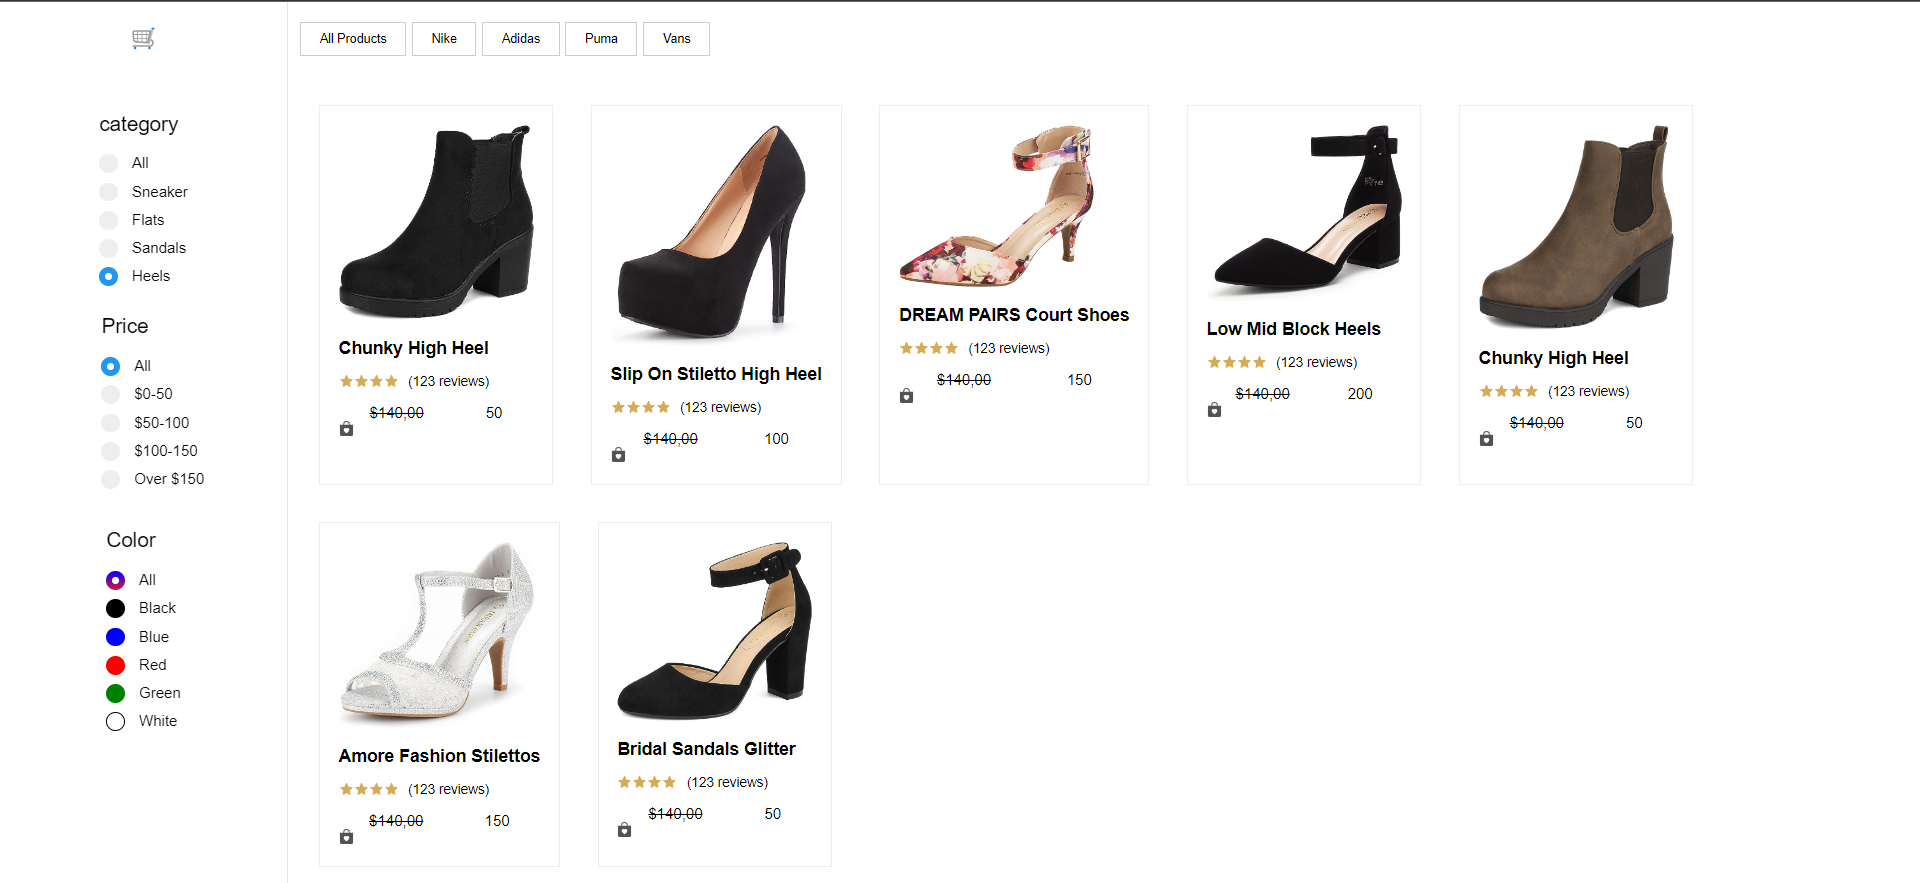 All Products
Nike
Adidas
Puma
Vans
category
All
Sneaker
Flats
Sandals
Heels
Price
All
$0-50
$50-100
$100-150
Over $150
Color
All
Black
Blue
Red
Green
White
Chunky High Heel
(123 reviews)
$140,00 50
Slip On Stiletto High Heel
(123 reviews)
$140,00 100
DREAM PAIRS Court Shoes
(123 reviews)
$140,00 150
Low Mid Block Heels
(123 reviews)
$140,00 200
Chunky High Heel
(123 reviews)
$140,00 50
Amore Fashion Stilettos
(123 reviews)
$140,00 150
Bridal Sandals Glitter
(123 reviews)
$140,00 50